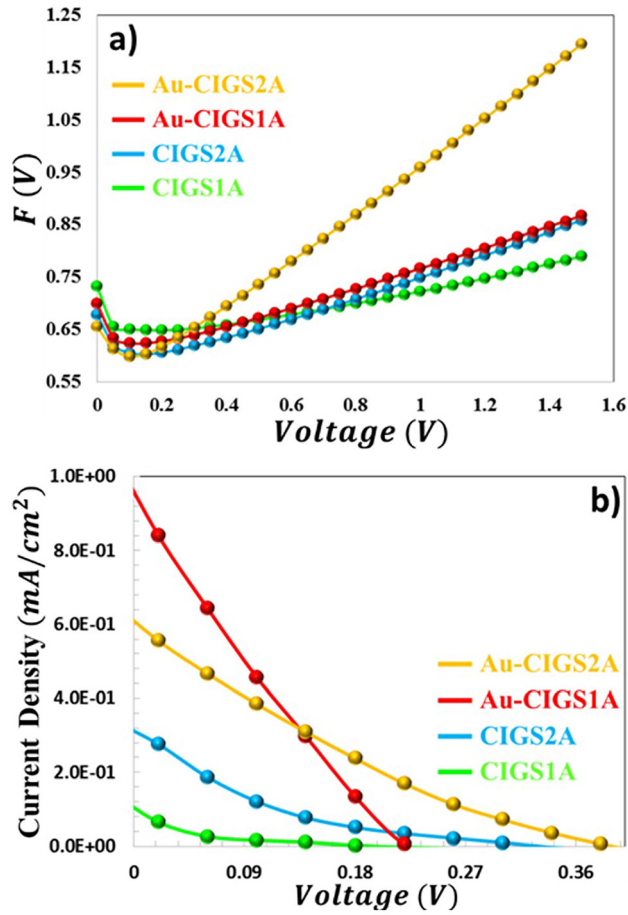 1.25
1.15
1.05
0.95
0.85
0.75
0.65
0.55
F (V)
a)
Au-CIGS2A
Au-CIGS1A
CIGS2A
CIGS1A
0 0.2 0.4 0.6 0.8 1 1.2 1.4 1.6
Voltage (V)
1.0E+00
8.0E-01
6.0E-01
4.0E-01
2.0E-01
0.0E+00
Current Density (mA/cm²)
b)
Au-CIGS2A
Au-CIGS1A
CIGS2A
CIGS1A
0 0.09 0.18 0.27 0.36
Voltage (V)